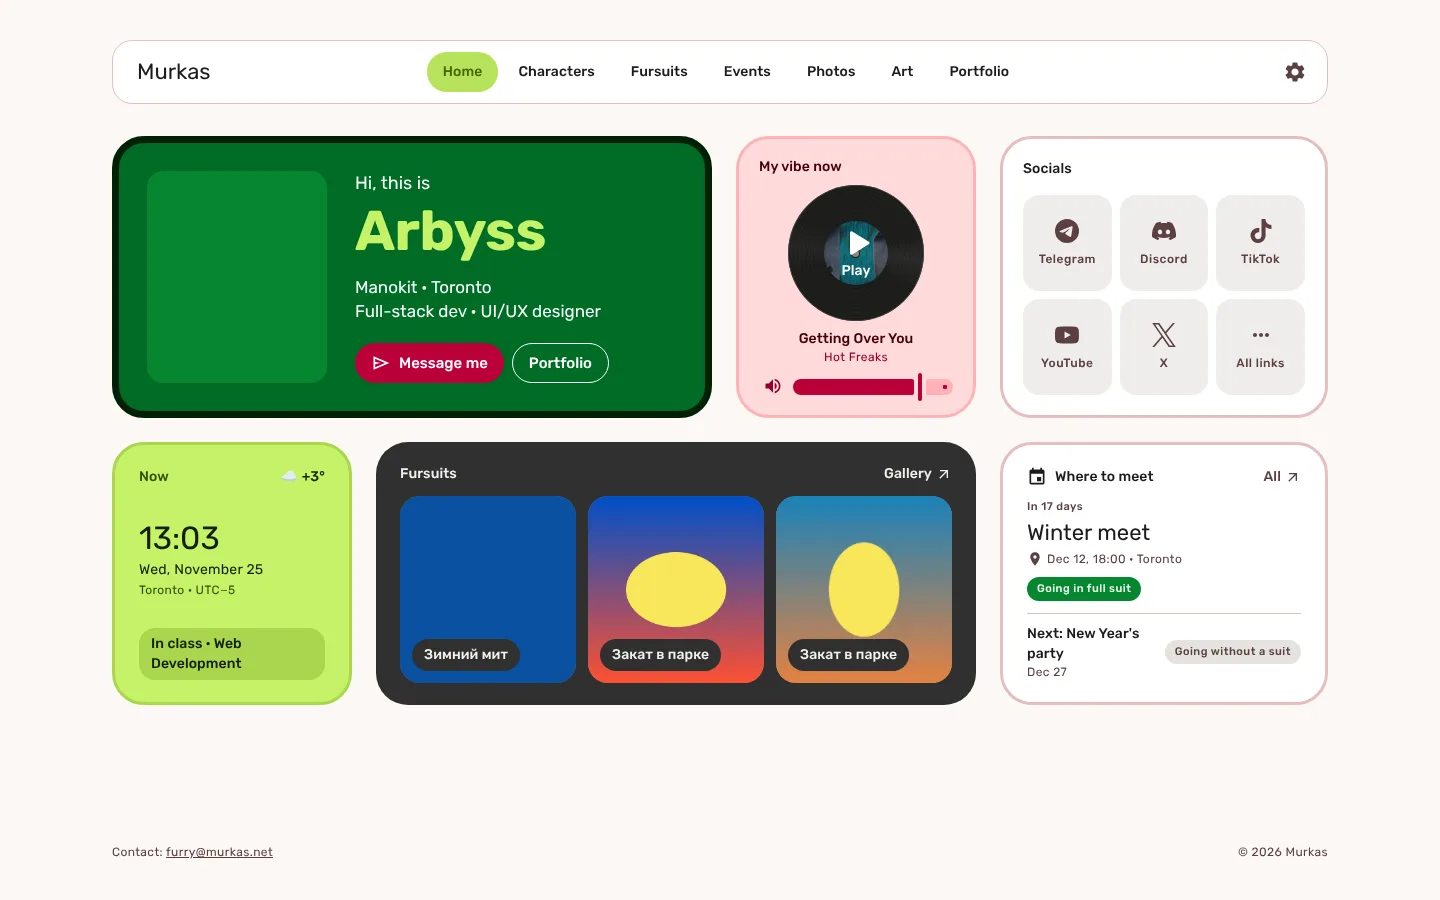 Murkas
Home
Characters
Fursuits
Events
Photos
Art
Portfolio
Hi, this is
Arbyss
Manokit • Toronto
Full-stack dev • UI/UX designer
Message me
Portfolio
My vibe now
Play
Getting Over You
Hot Freaks
Socials
Telegram
Discord
TikTok
YouTube
X
All links
Now
+3°
13:03
Wed, November 25
Toronto • UTC−5
In class • Web
Development
Fursuits
Gallery
Зимний мит
Закат в парке
Закат в парке
Where to meet
All
In 17 days
Winter meet
Dec 12, 18:00 • Toronto
Going in full suit
Next: New Year's
party
Dec 27
Going without a suit
Contact: furry@murkas.net
© 2026 Murkas